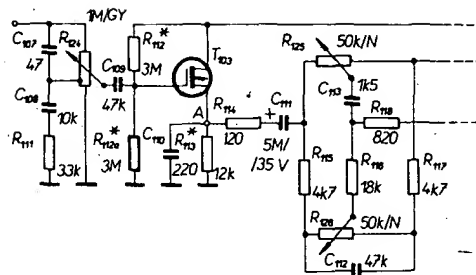 1M/GY
C107
47
R124
C108
10k
R111
33k
C109
47k
R112*
3M
R112a*
3M
T103
A
C110
220
R113*
12k
R114
120
+
C111
5M/
/35 V
R125
50k/N
C113
1k5
R118
820
R115
4k7
R116
18k
R117
4k7
R126
50k/N
C112
47k